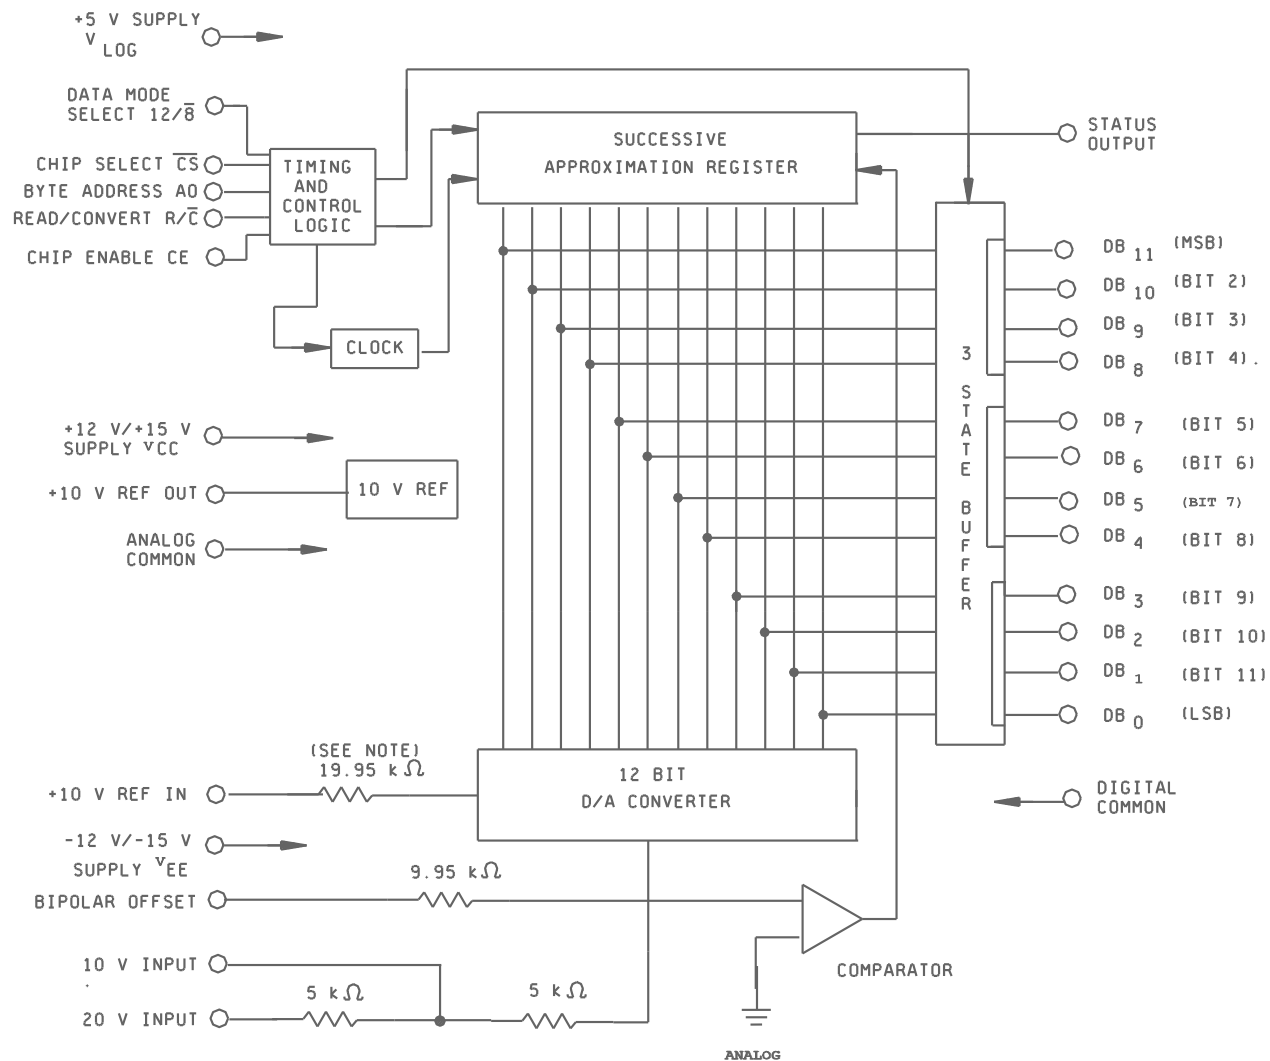 +5 V SUPPLY
V LOG
DATA MODE
SELECT 12/8̅
CHIP SELECT C̅S̅
BYTE ADDRESS AO
READ/CONVERT R/C̅
CHIP ENABLE CE
TIMING
AND
CONTROL
LOGIC
CLOCK
SUCCESSIVE
APPROXIMATION REGISTER
STATUS
OUTPUT
+12 V/+15 V
SUPPLY VCC
+10 V REF OUT
10 V REF
ANALOG
COMMON
3 STATE BUFFER
DB 11 (MSB)
DB 10 (BIT 2)
DB 9 (BIT 3)
DB 8 (BIT 4).
DB 7 (BIT 5)
DB 6 (BIT 6)
DB 5 (BIT 7)
DB 4 (BIT 8)
DB 3 (BIT 9)
DB 2 (BIT 10)
DB 1 (BIT 11)
DB 0 (LSB)
(SEE NOTE)
19.95 kΩ
+10 V REF IN
12 BIT
D/A CONVERTER
DIGITAL
COMMON
-12 V/-15 V
SUPPLY VEE
9.95 kΩ
BIPOLAR OFFSET
10 V INPUT
5 kΩ
5 kΩ
20 V INPUT
COMPARATOR
ANALOG